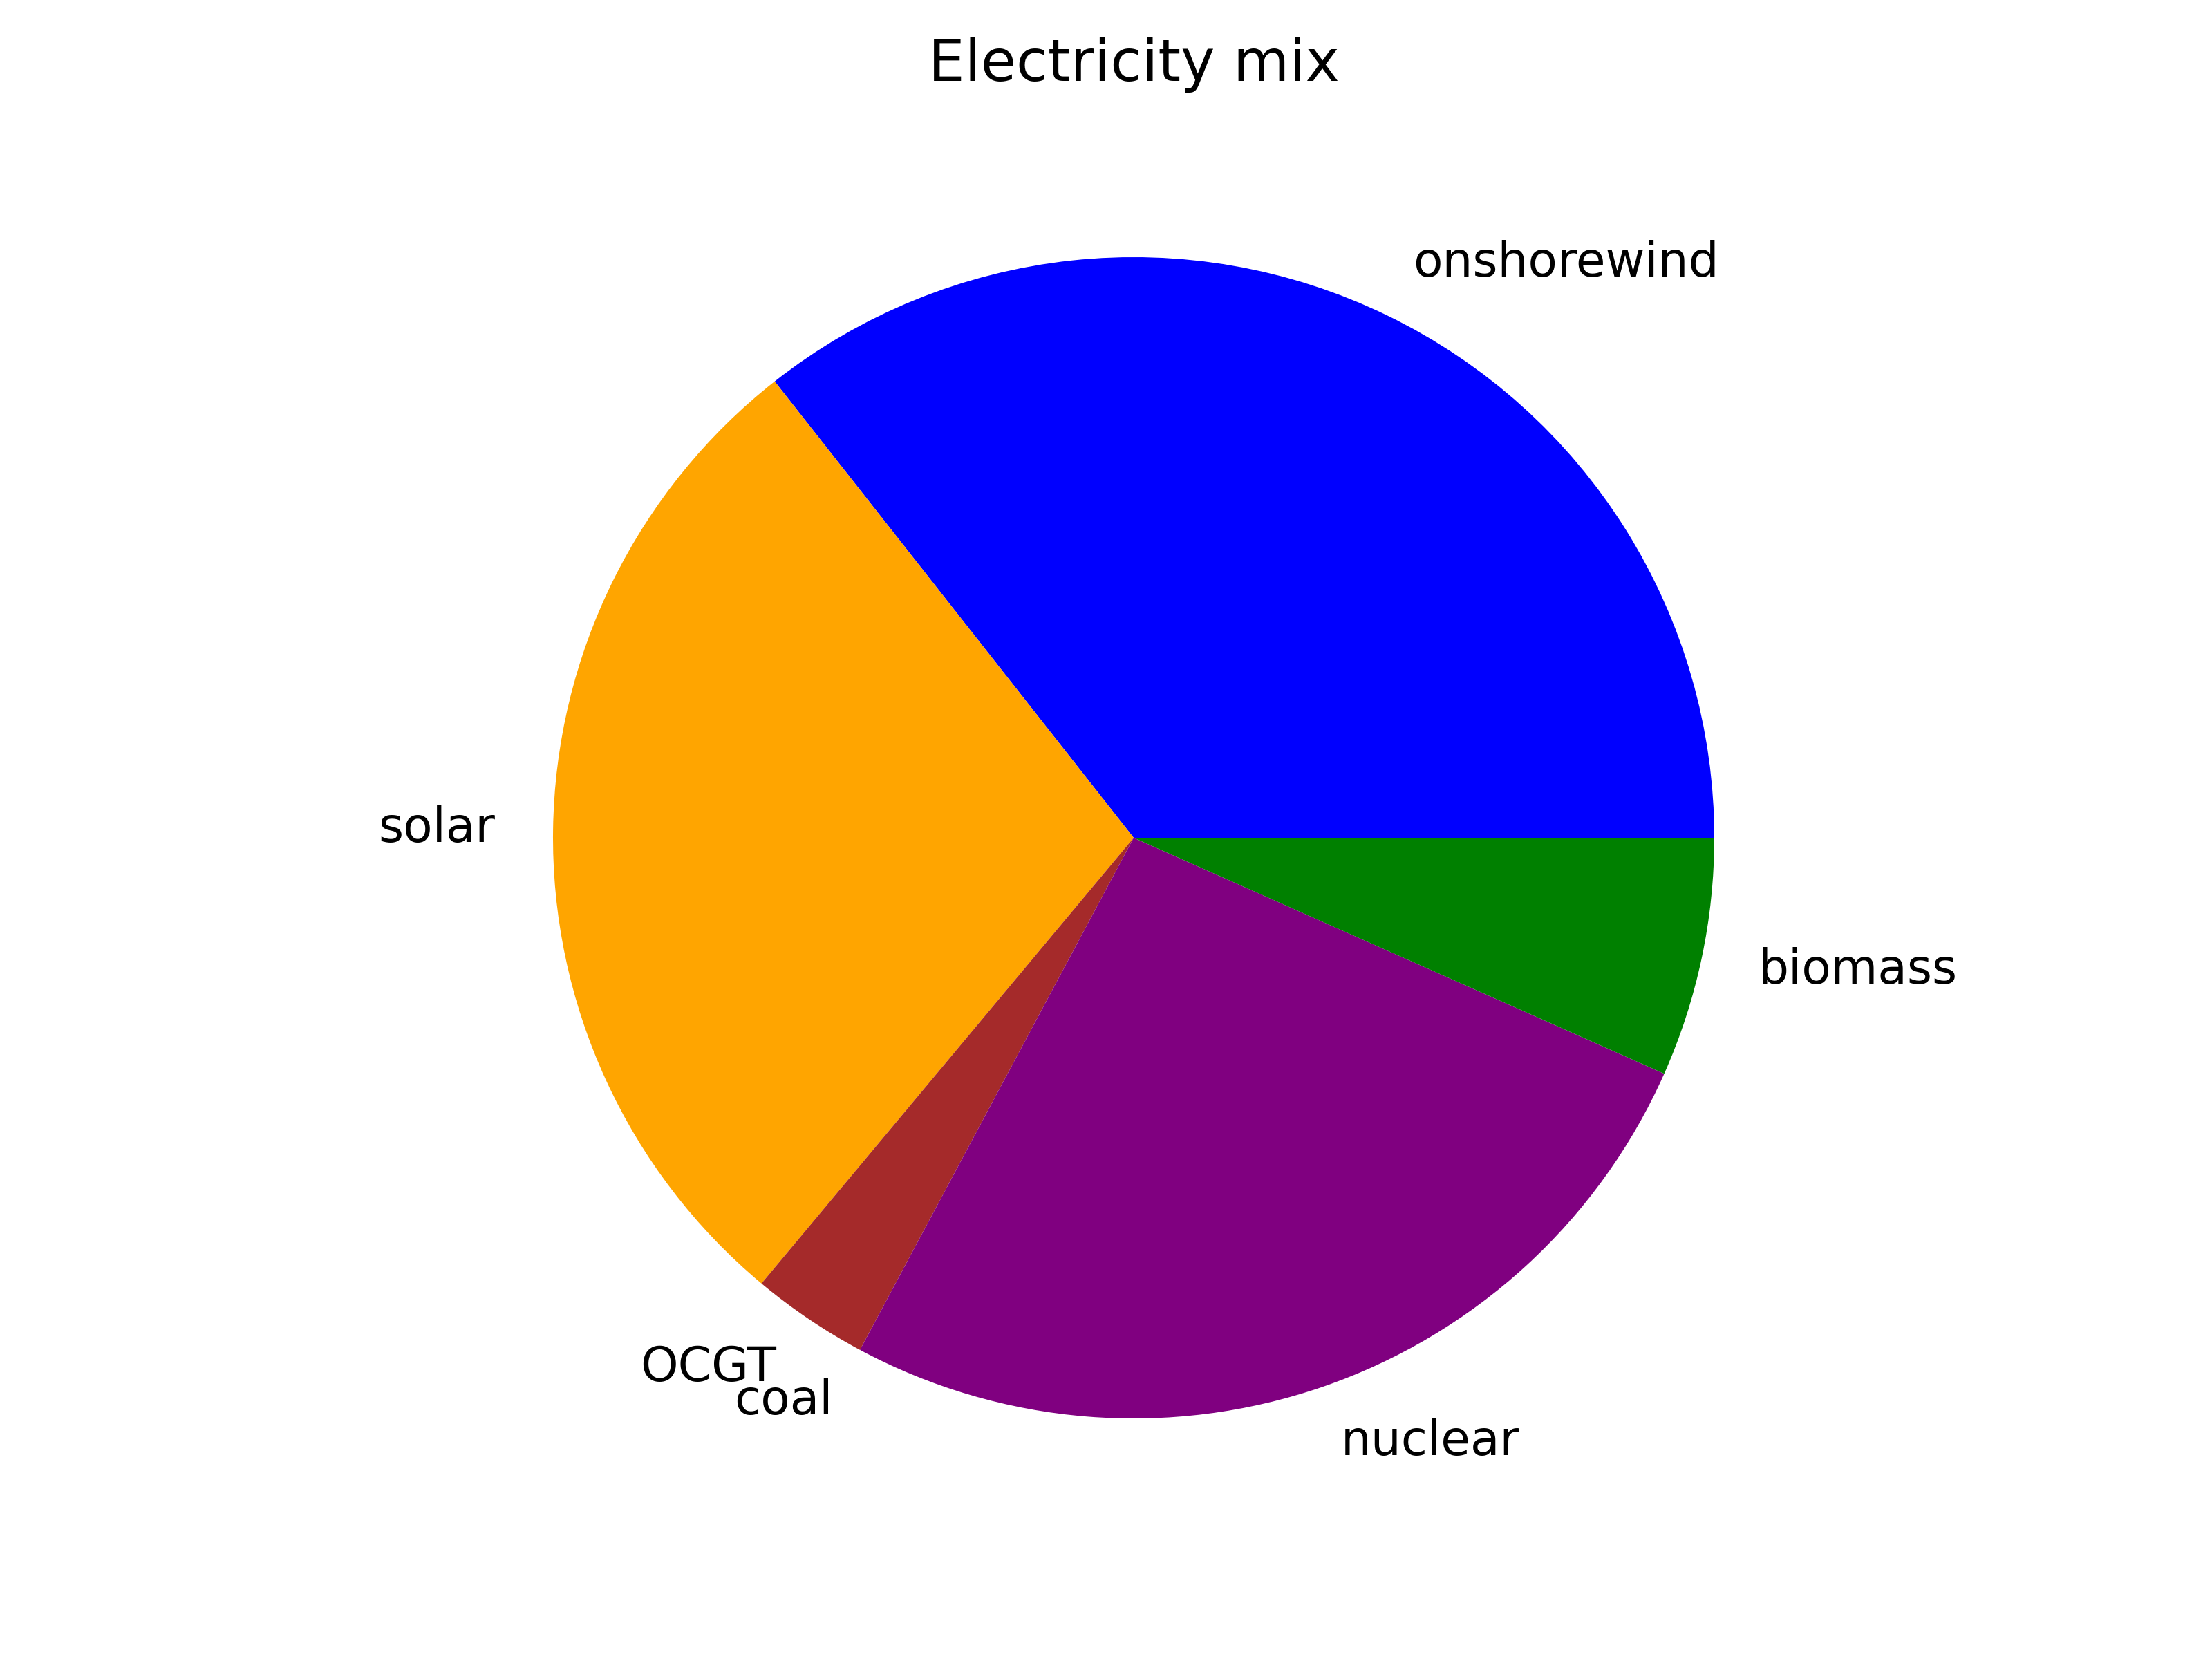 Electricity mix
onshorewind
solar
biomass
OCGT
coal
nuclear